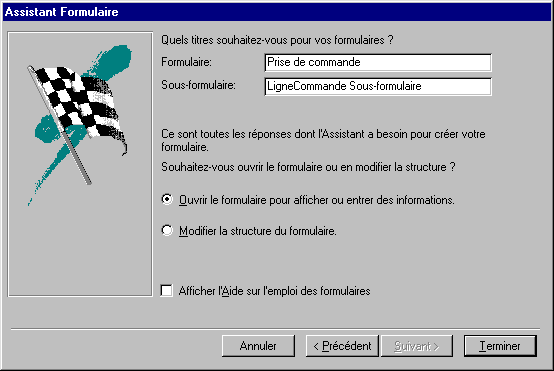 Assistant Formulaire
Quels titres souhaitez-vous pour vos formulaires ?
Formulaire: Prise de commande
Sous-formulaire: LigneCommande Sous-formulaire
Ce sont toutes les réponses dont l'Assistant a besoin pour créer votre
formulaire.
Souhaitez-vous ouvrir le formulaire ou en modifier la structure ?
Ouvrir le formulaire pour afficher ou entrer des informations.
Modifier la structure du formulaire.
Afficher l'Aide sur l'emploi des formulaires
Annuler < Précédent Suivant > Terminer